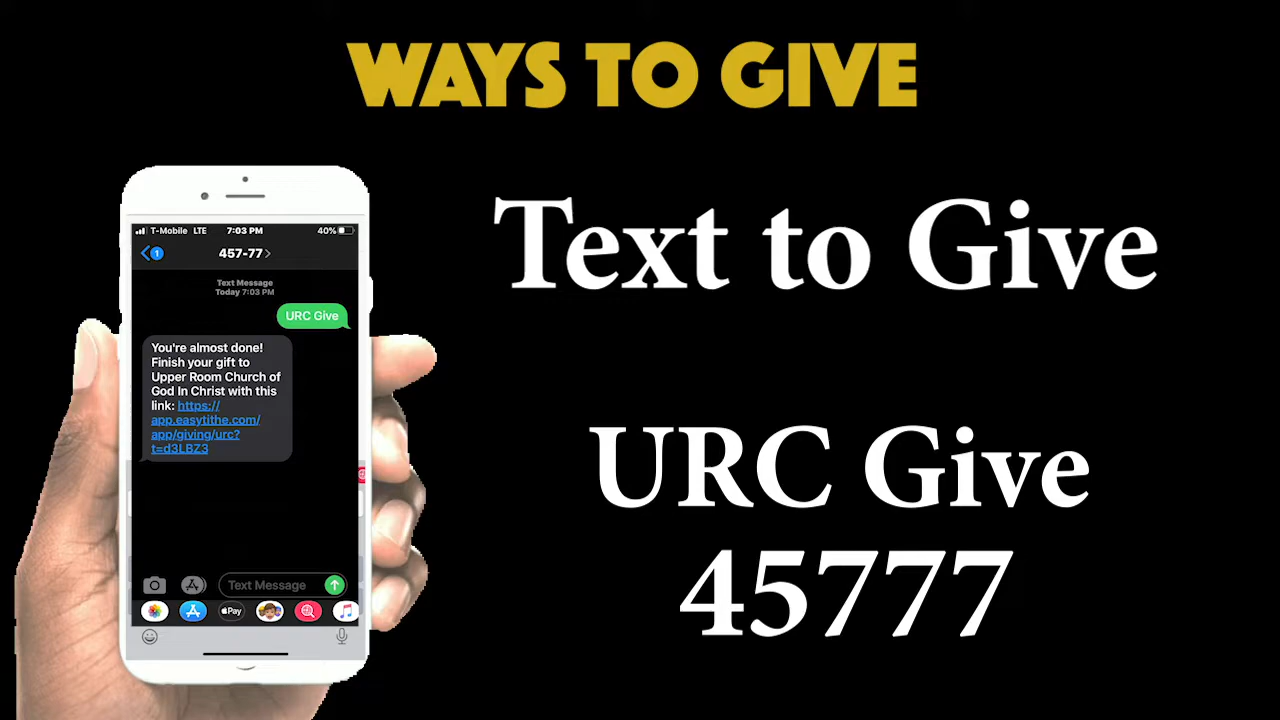 WAYS TO GIVE
Text to Give
URC Give
45777
T-Mobile LTE 7:03 PM 40%
1 457-77
Text Message
Today 7:03 PM
URC Give
You're almost done!
Finish your gift to
Upper Room Church of
God In Christ with this
link: https://
app.easytithe.com/
app/giving/urc?
t=d3LBZ3
Text Message
Pay